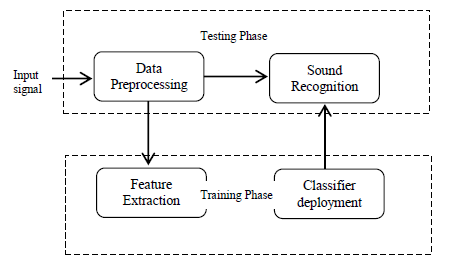 Testing Phase
Input
signal
Data
Preprocessing
Sound
Recognition
Feature
Extraction
Training Phase
Classifier
deployment